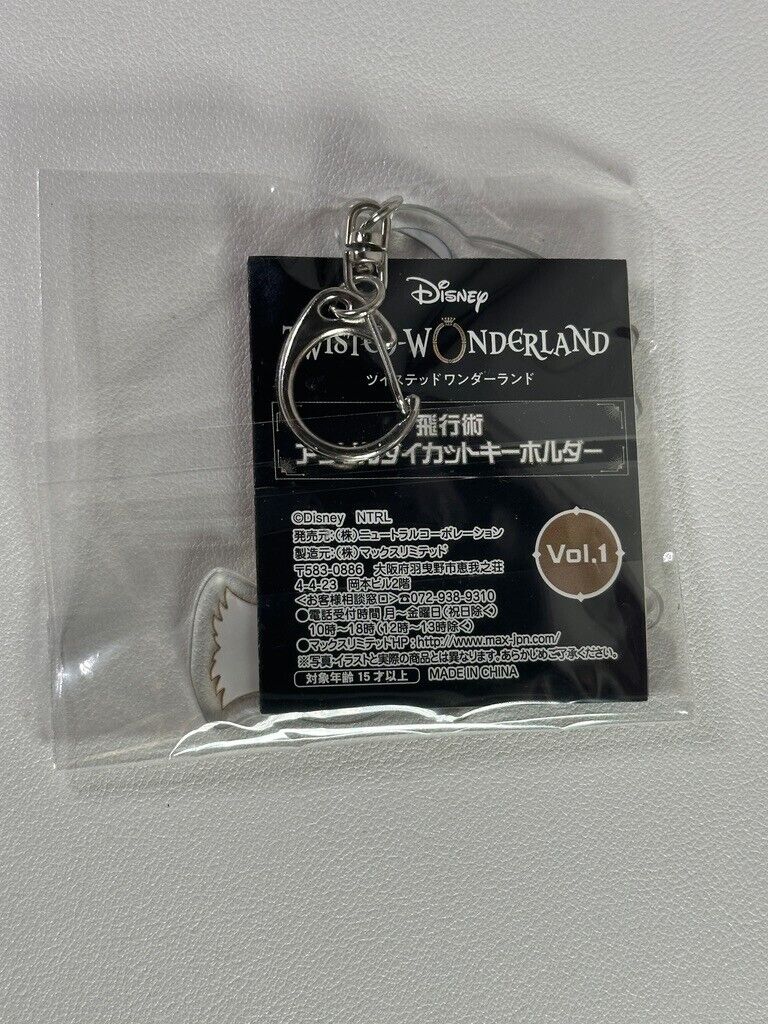 Disney
TWISTED-WONDERLAND
ツイステッドワンダーランド
飛行術
ダイカットキーホルダー
©Disney NTRL
発売元:(株)ニュートラルコーポレーション
製造元:(株)マックスリミテッド
〒583-0886 大阪府羽曳野市恵我之荘
4-4-23 岡本ビル2階
<お客様相談窓口>☎072-938-9310
●電話受付時間 月～金曜日(祝日除く)
10時～18時(12時～13時除く)
●マックスリミテッドHP:http://www.max-jpn.com/
※写真・イラストと実際の商品とは異なります。あらかじめご了承ください。
対象年齢15才以上 MADE IN CHINA
Vol.1